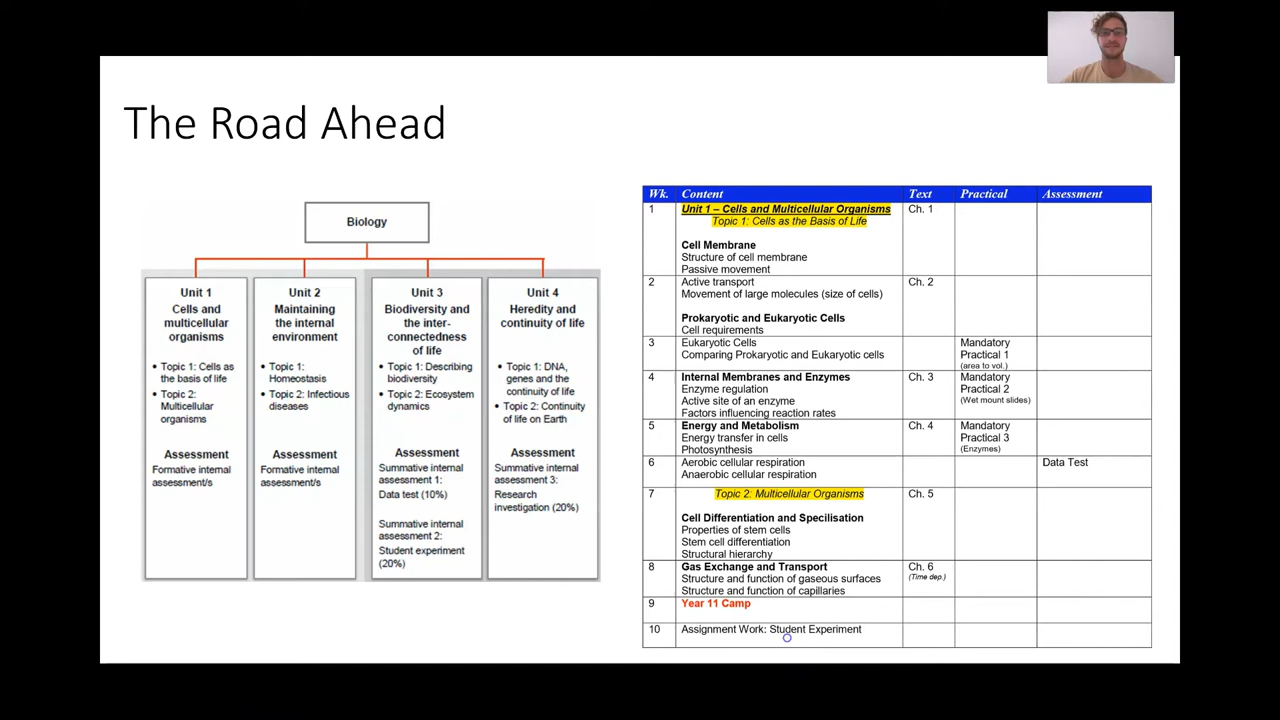 The Road Ahead
Biology
Unit 1
Cells and
multicellular
organisms
• Topic 1: Cells as
the basis of life
• Topic 2:
Multicellular
organisms
Assessment
Formative internal
assessment/s
Unit 2
Maintaining
the internal
environment
• Topic 1:
Homeostasis
• Topic 2: Infectious
diseases
Assessment
Formative internal
assessment/s
Unit 3
Biodiversity and
the inter-
connectedness
of life
• Topic 1: Describing
biodiversity
• Topic 2: Ecosystem
dynamics
Assessment
Summative internal
assessment 1:
Data test (10%)
Summative internal
assessment 2:
Student experiment
(20%)
Unit 4
Heredity and
continuity of life
• Topic 1: DNA,
genes and the
continuity of life
• Topic 2: Continuity
of life on Earth
Assessment
Summative internal
assessment 3:
Research
investigation (20%)
Wk. Content Text Practical Assessment
1 Unit 1 – Cells and Multicellular Organisms Ch. 1
Topic 1: Cells as the Basis of Life
Cell Membrane
Structure of cell membrane
Passive movement
2 Active transport Ch. 2
Movement of large molecules (size of cells)
Prokaryotic and Eukaryotic Cells
Cell requirements
3 Eukaryotic Cells Mandatory
Comparing Prokaryotic and Eukaryotic cells Practical 1
(area to vol.)
4 Internal Membranes and Enzymes Ch. 3 Mandatory
Enzyme regulation Practical 2
Active site of an enzyme (Wet mount slides)
Factors influencing reaction rates
5 Energy and Metabolism Ch. 4 Mandatory
Energy transfer in cells Practical 3
Photosynthesis (Enzymes)
6 Aerobic cellular respiration Data Test
Anaerobic cellular respiration
7 Topic 2: Multicellular Organisms Ch. 5
Cell Differentiation and Specilisation
Properties of stem cells
Stem cell differentiation
Structural hierarchy
8 Gas Exchange and Transport Ch. 6
Structure and function of gaseous surfaces (Time dep.)
Structure and function of capillaries
9 Year 11 Camp
10 Assignment Work: Student Experiment